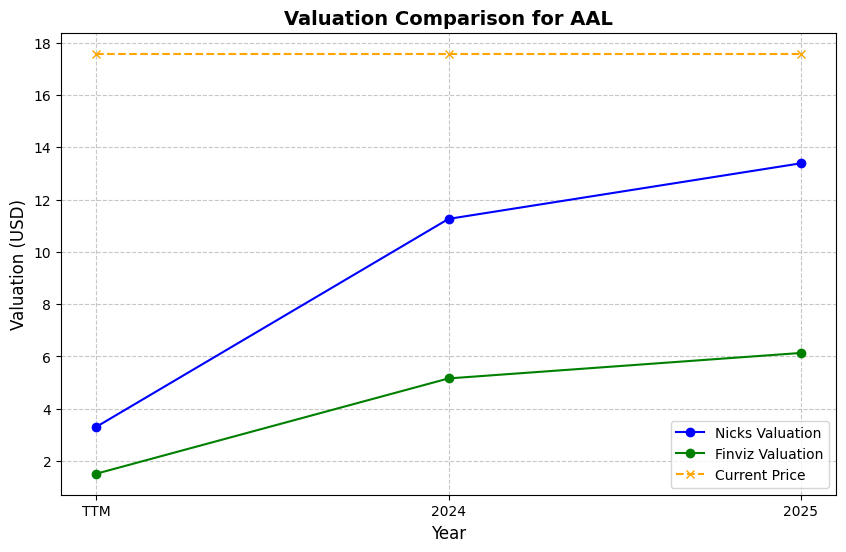 Valuation Comparison for AAL
Valuation (USD)
18
16
14
12
10
8
6
4
2
TTM
2024
2025
Year
Nicks Valuation
Finviz Valuation
Current Price